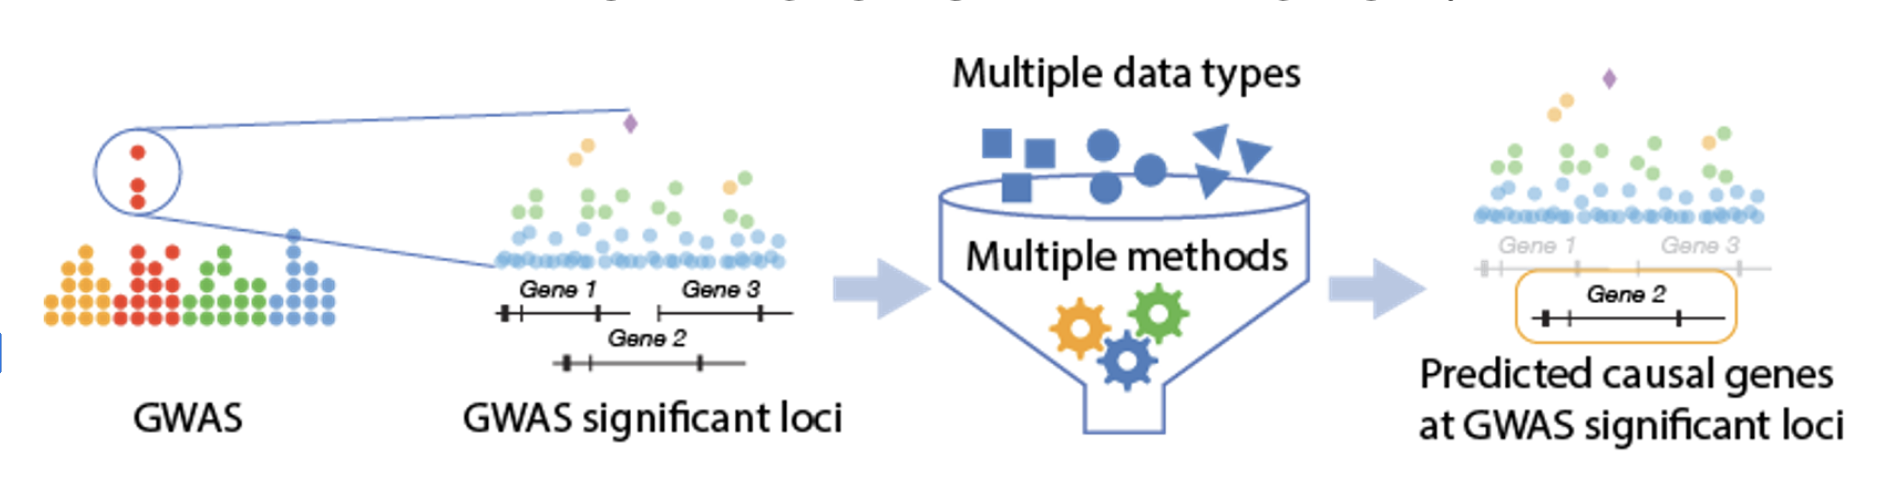 GWAS
Gene 1
Gene 3
Gene 2
GWAS significant loci
Multiple data types
Multiple methods
Gene 1
Gene 3
Gene 2
Predicted causal genes
at GWAS significant loci